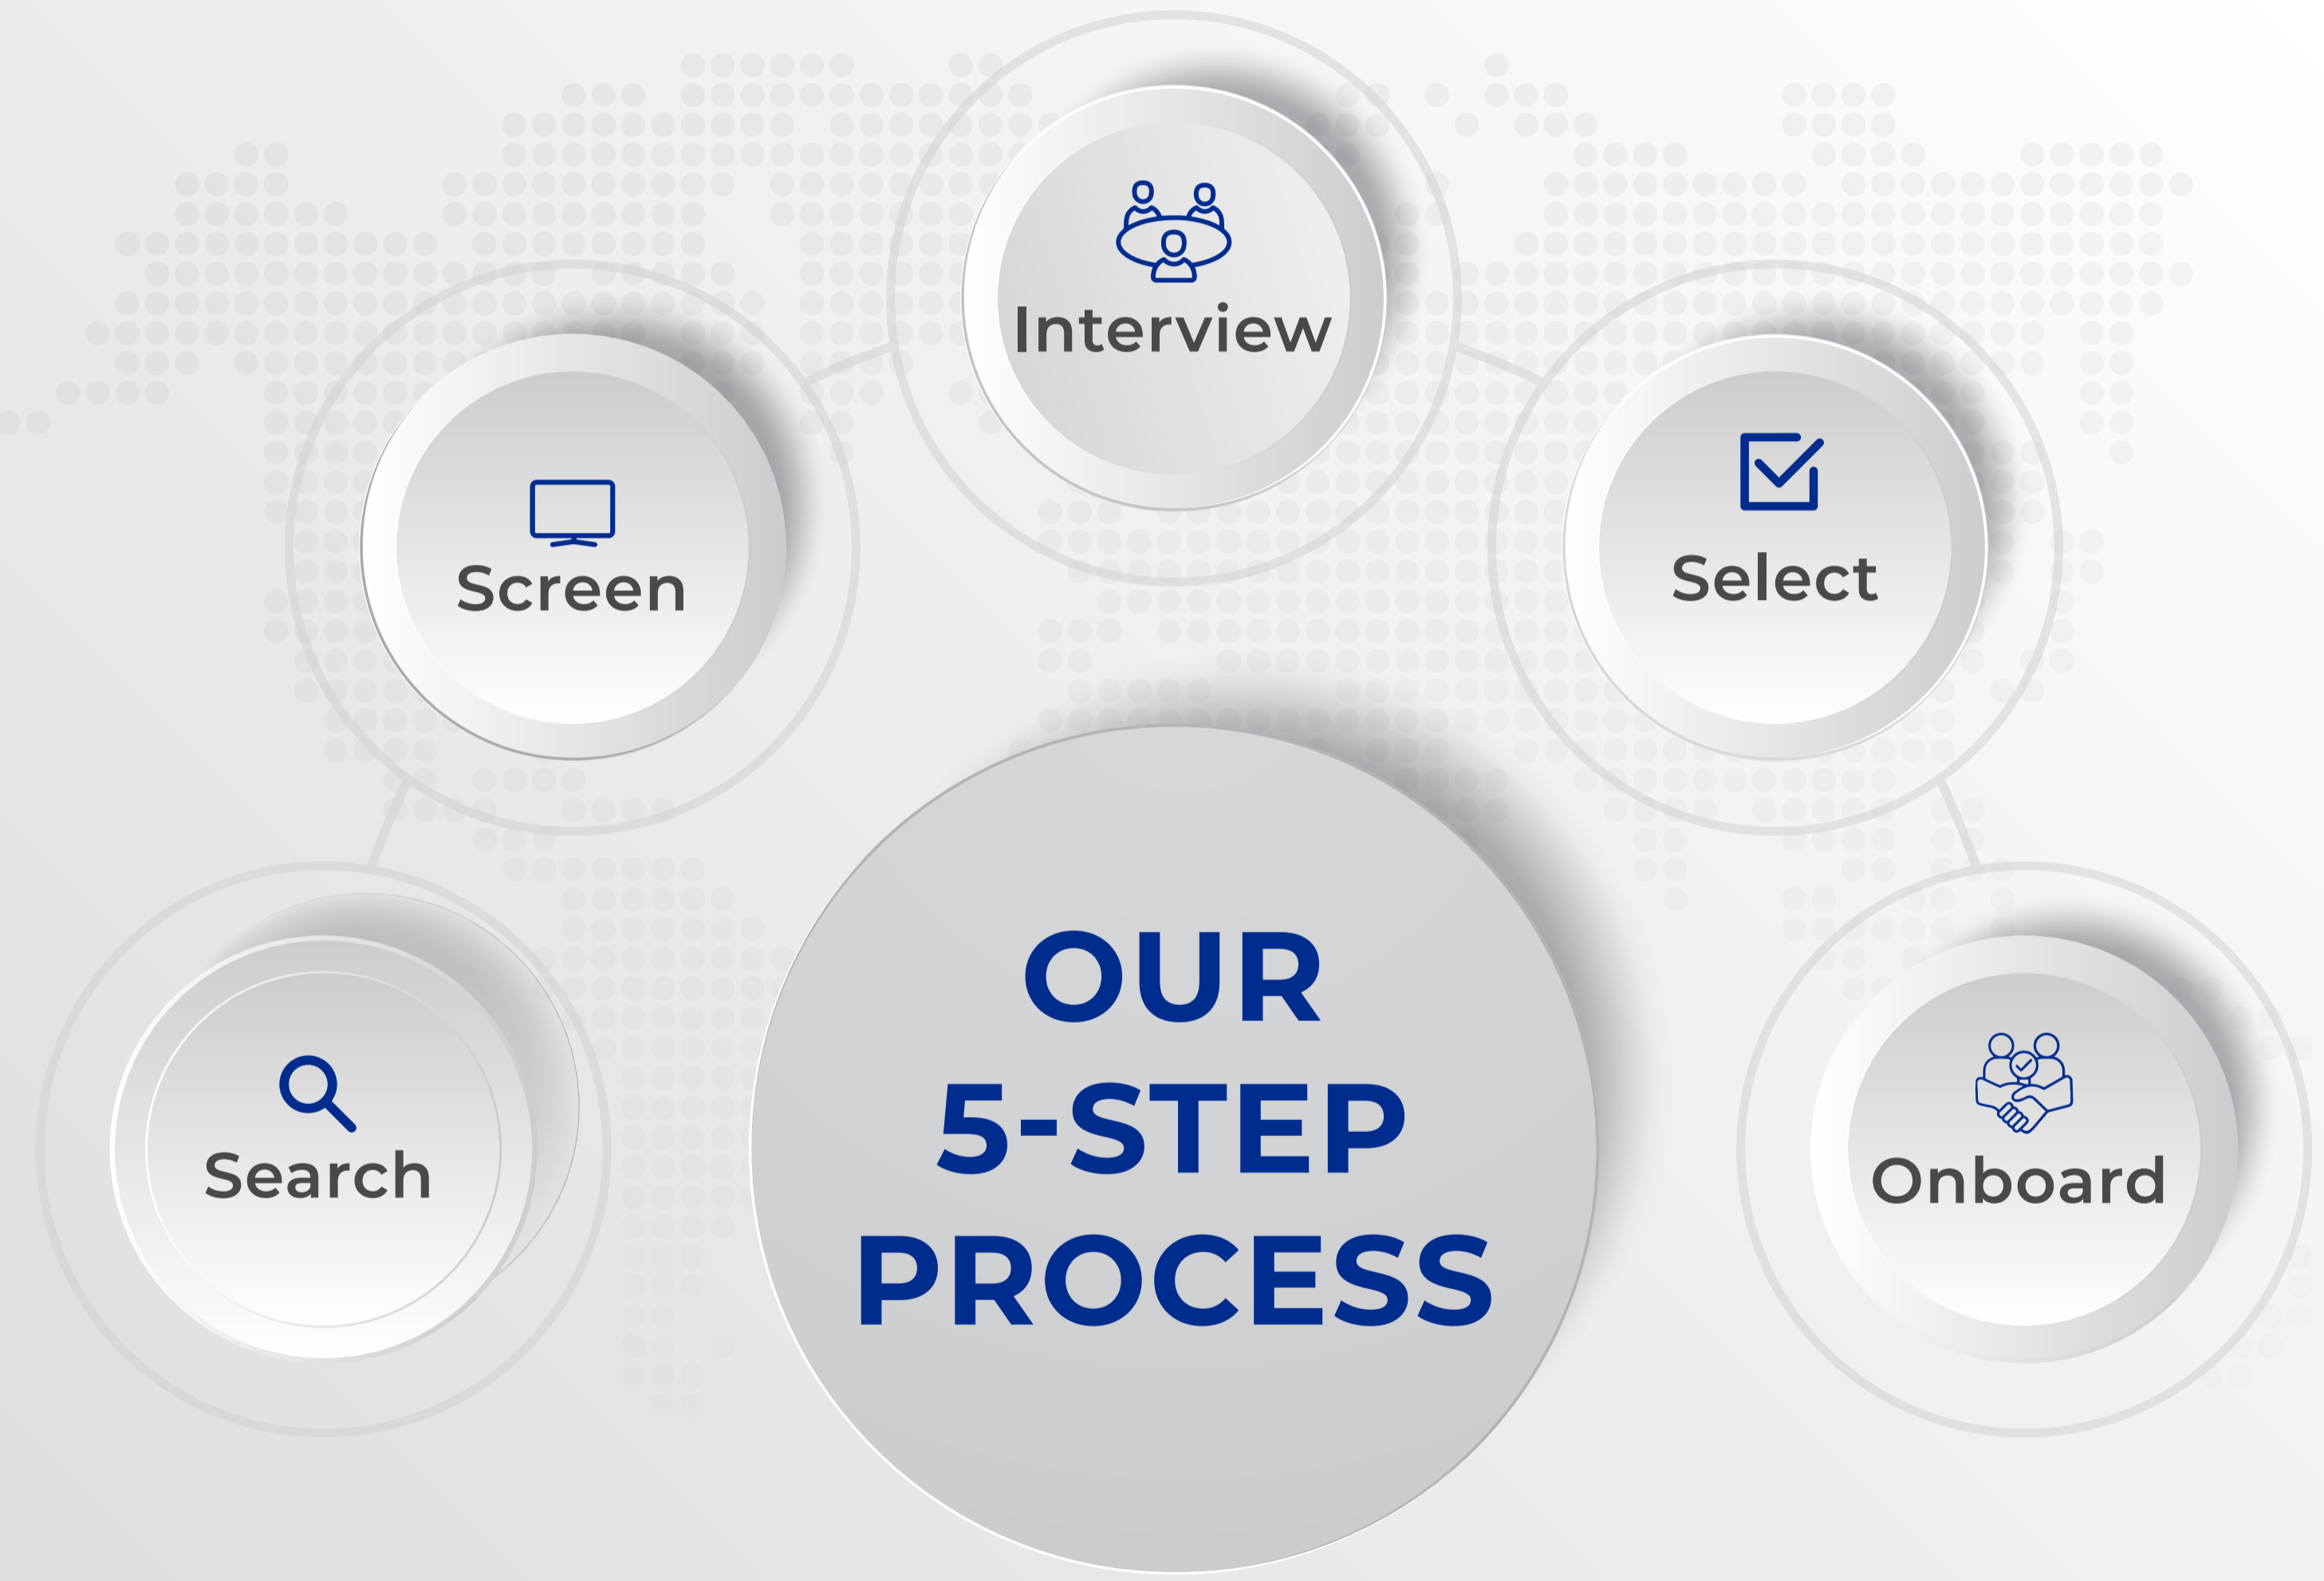 Interview
Screen
Select
OUR
5-STEP
PROCESS
Search
Onboard